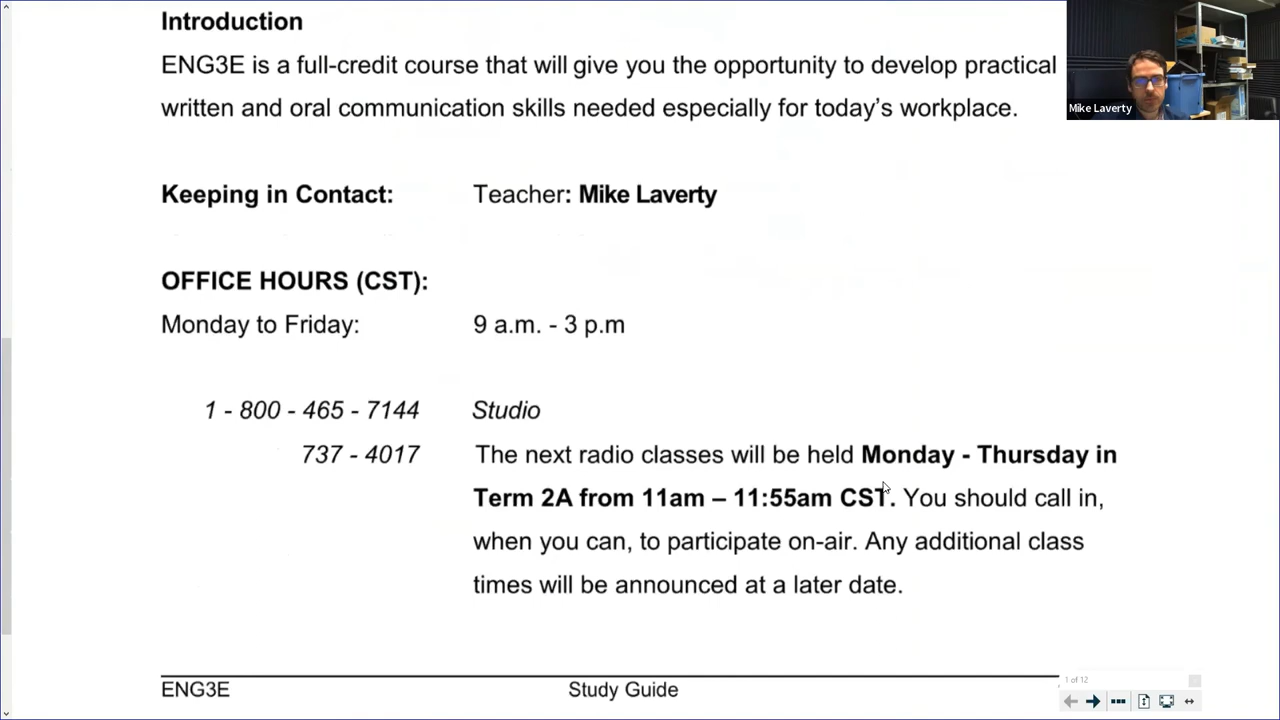 Introduction
ENG3E is a full-credit course that will give you the opportunity to develop practical
written and oral communication skills needed especially for today’s workplace.
Mike Laverty
Keeping in Contact: Teacher: Mike Laverty
OFFICE HOURS (CST):
Monday to Friday: 9 a.m. - 3 p.m
1 - 800 - 465 - 7144 Studio
737 - 4017 The next radio classes will be held Monday - Thursday in
Term 2A from 11am – 11:55am CST. You should call in,
when you can, to participate on-air. Any additional class
times will be announced at a later date.
ENG3E Study Guide
1 of 12